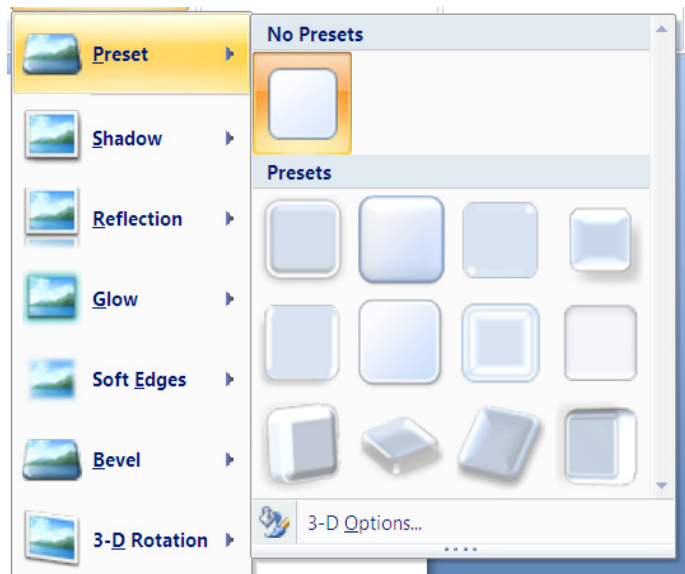 Preset
Shadow
Reflection
Glow
Soft Edges
Bevel
3-D Rotation
No Presets
Presets
3-D Options...